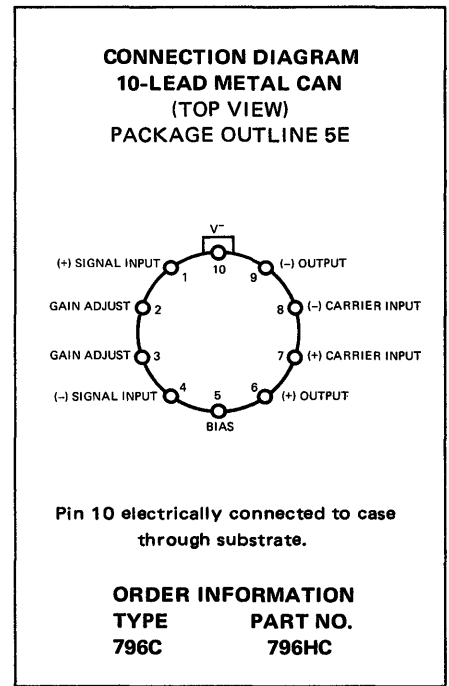 CONNECTION DIAGRAM
10-LEAD METAL CAN
(TOP VIEW)
PACKAGE OUTLINE 5E
V−
(+) SIGNAL INPUT 1 10 9 (−) OUTPUT
GAIN ADJUST 2 8 (−) CARRIER INPUT
GAIN ADJUST 3 7 (+) CARRIER INPUT
(−) SIGNAL INPUT 4 5 6 (+) OUTPUT
BIAS
Pin 10 electrically connected to case
through substrate.
ORDER INFORMATION
TYPE PART NO.
796C 796HC